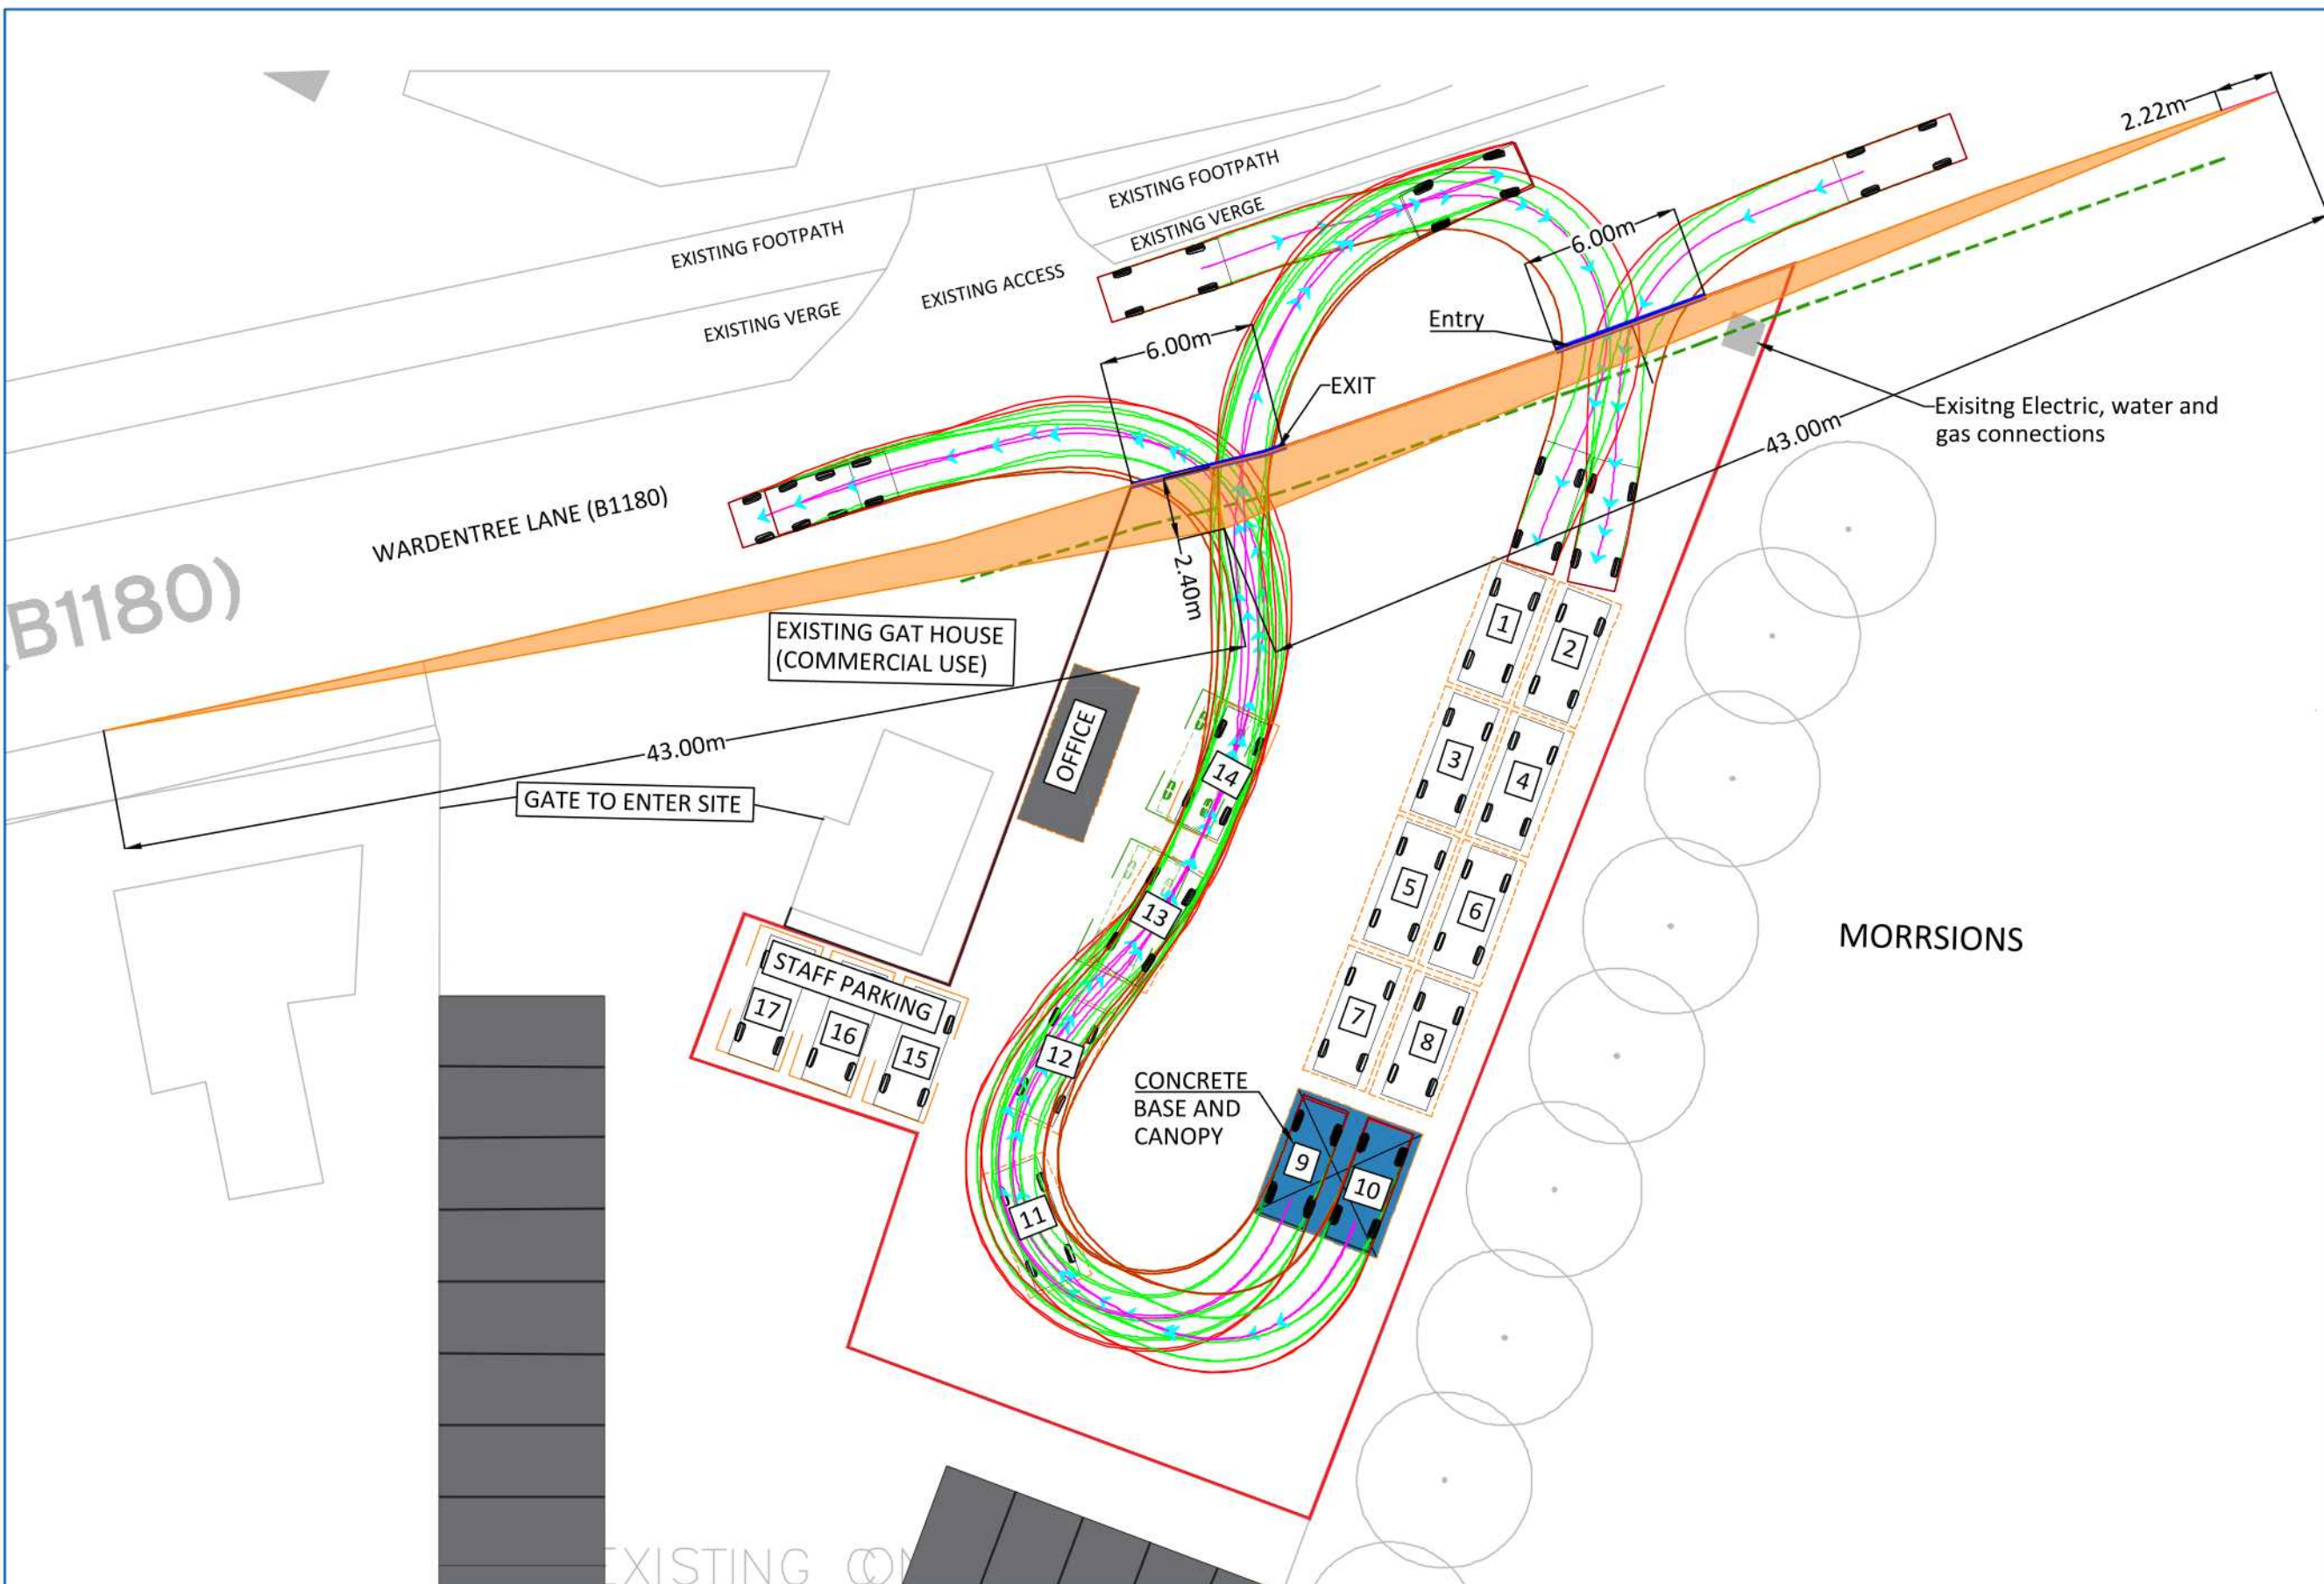 2.22m
EXISTING FOOTPATH
EXISTING VERGE
EXISTING FOOTPATH
EXISTING VERGE
EXISTING ACCESS
6.00m
Entry
6.00m
EXIT
Exisitng Electric, water and
gas connections
43.00m
WARDENTREE LANE (B1180)
B1180)
2.40m
EXISTING GAT HOUSE
(COMMERCIAL USE)
OFFICE
43.00m
GATE TO ENTER SITE
1
2
3
4
5
6
7
8
14
13
12
11
MORRSIONS
STAFF PARKING
17
16
15
CONCRETE
BASE AND
CANOPY
9
10
EXISTING